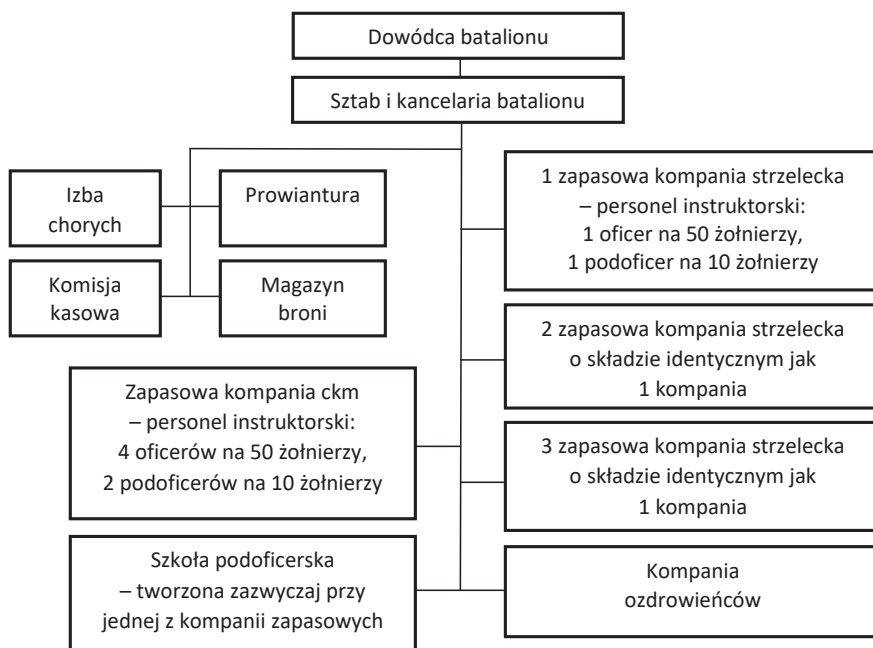 Dowódca batalionu
Sztab i kancelaria batalionu
Izba
chorych
Prowiantura
Komisja
kasowa
Magazyn
broni
1 zapasowa kompania strzelecka
– personel instruktorski:
1 oficer na 50 żołnierzy,
1 podoficer na 10 żołnierzy
2 zapasowa kompania strzelecka
o składzie identycznym jak
1 kompania
Zapasowa kompania ckm
– personel instruktorski:
4 oficerów na 50 żołnierzy,
2 podoficerów na 10 żołnierzy
3 zapasowa kompania strzelecka
o składzie identycznym jak
1 kompania
Szkoła podoficerska
– tworzona zazwyczaj przy
jednej z kompanii zapasowych
Kompania
ozdrowieńców